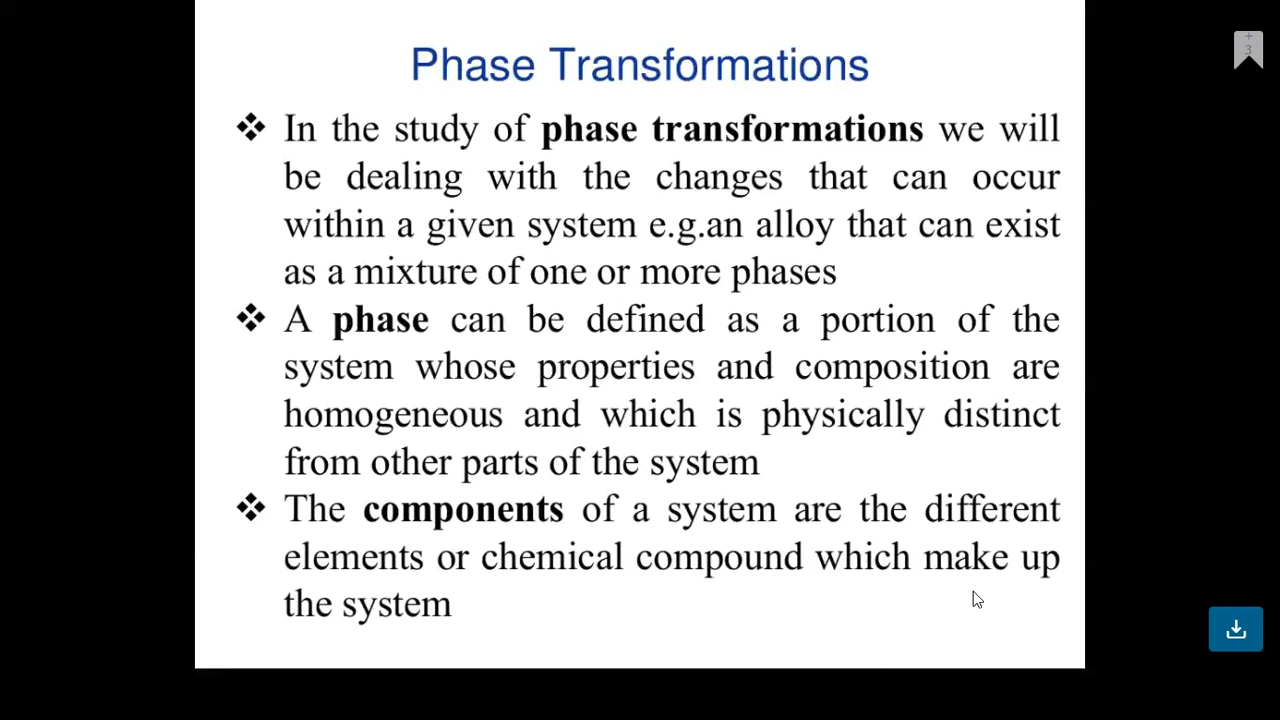 Phase Transformations
❖ In the study of phase transformations we will
be dealing with the changes that can occur
within a given system e.g.an alloy that can exist
as a mixture of one or more phases
❖ A phase can be defined as a portion of the
system whose properties and composition are
homogeneous and which is physically distinct
from other parts of the system
❖ The components of a system are the different
elements or chemical compound which make up
the system
+
3